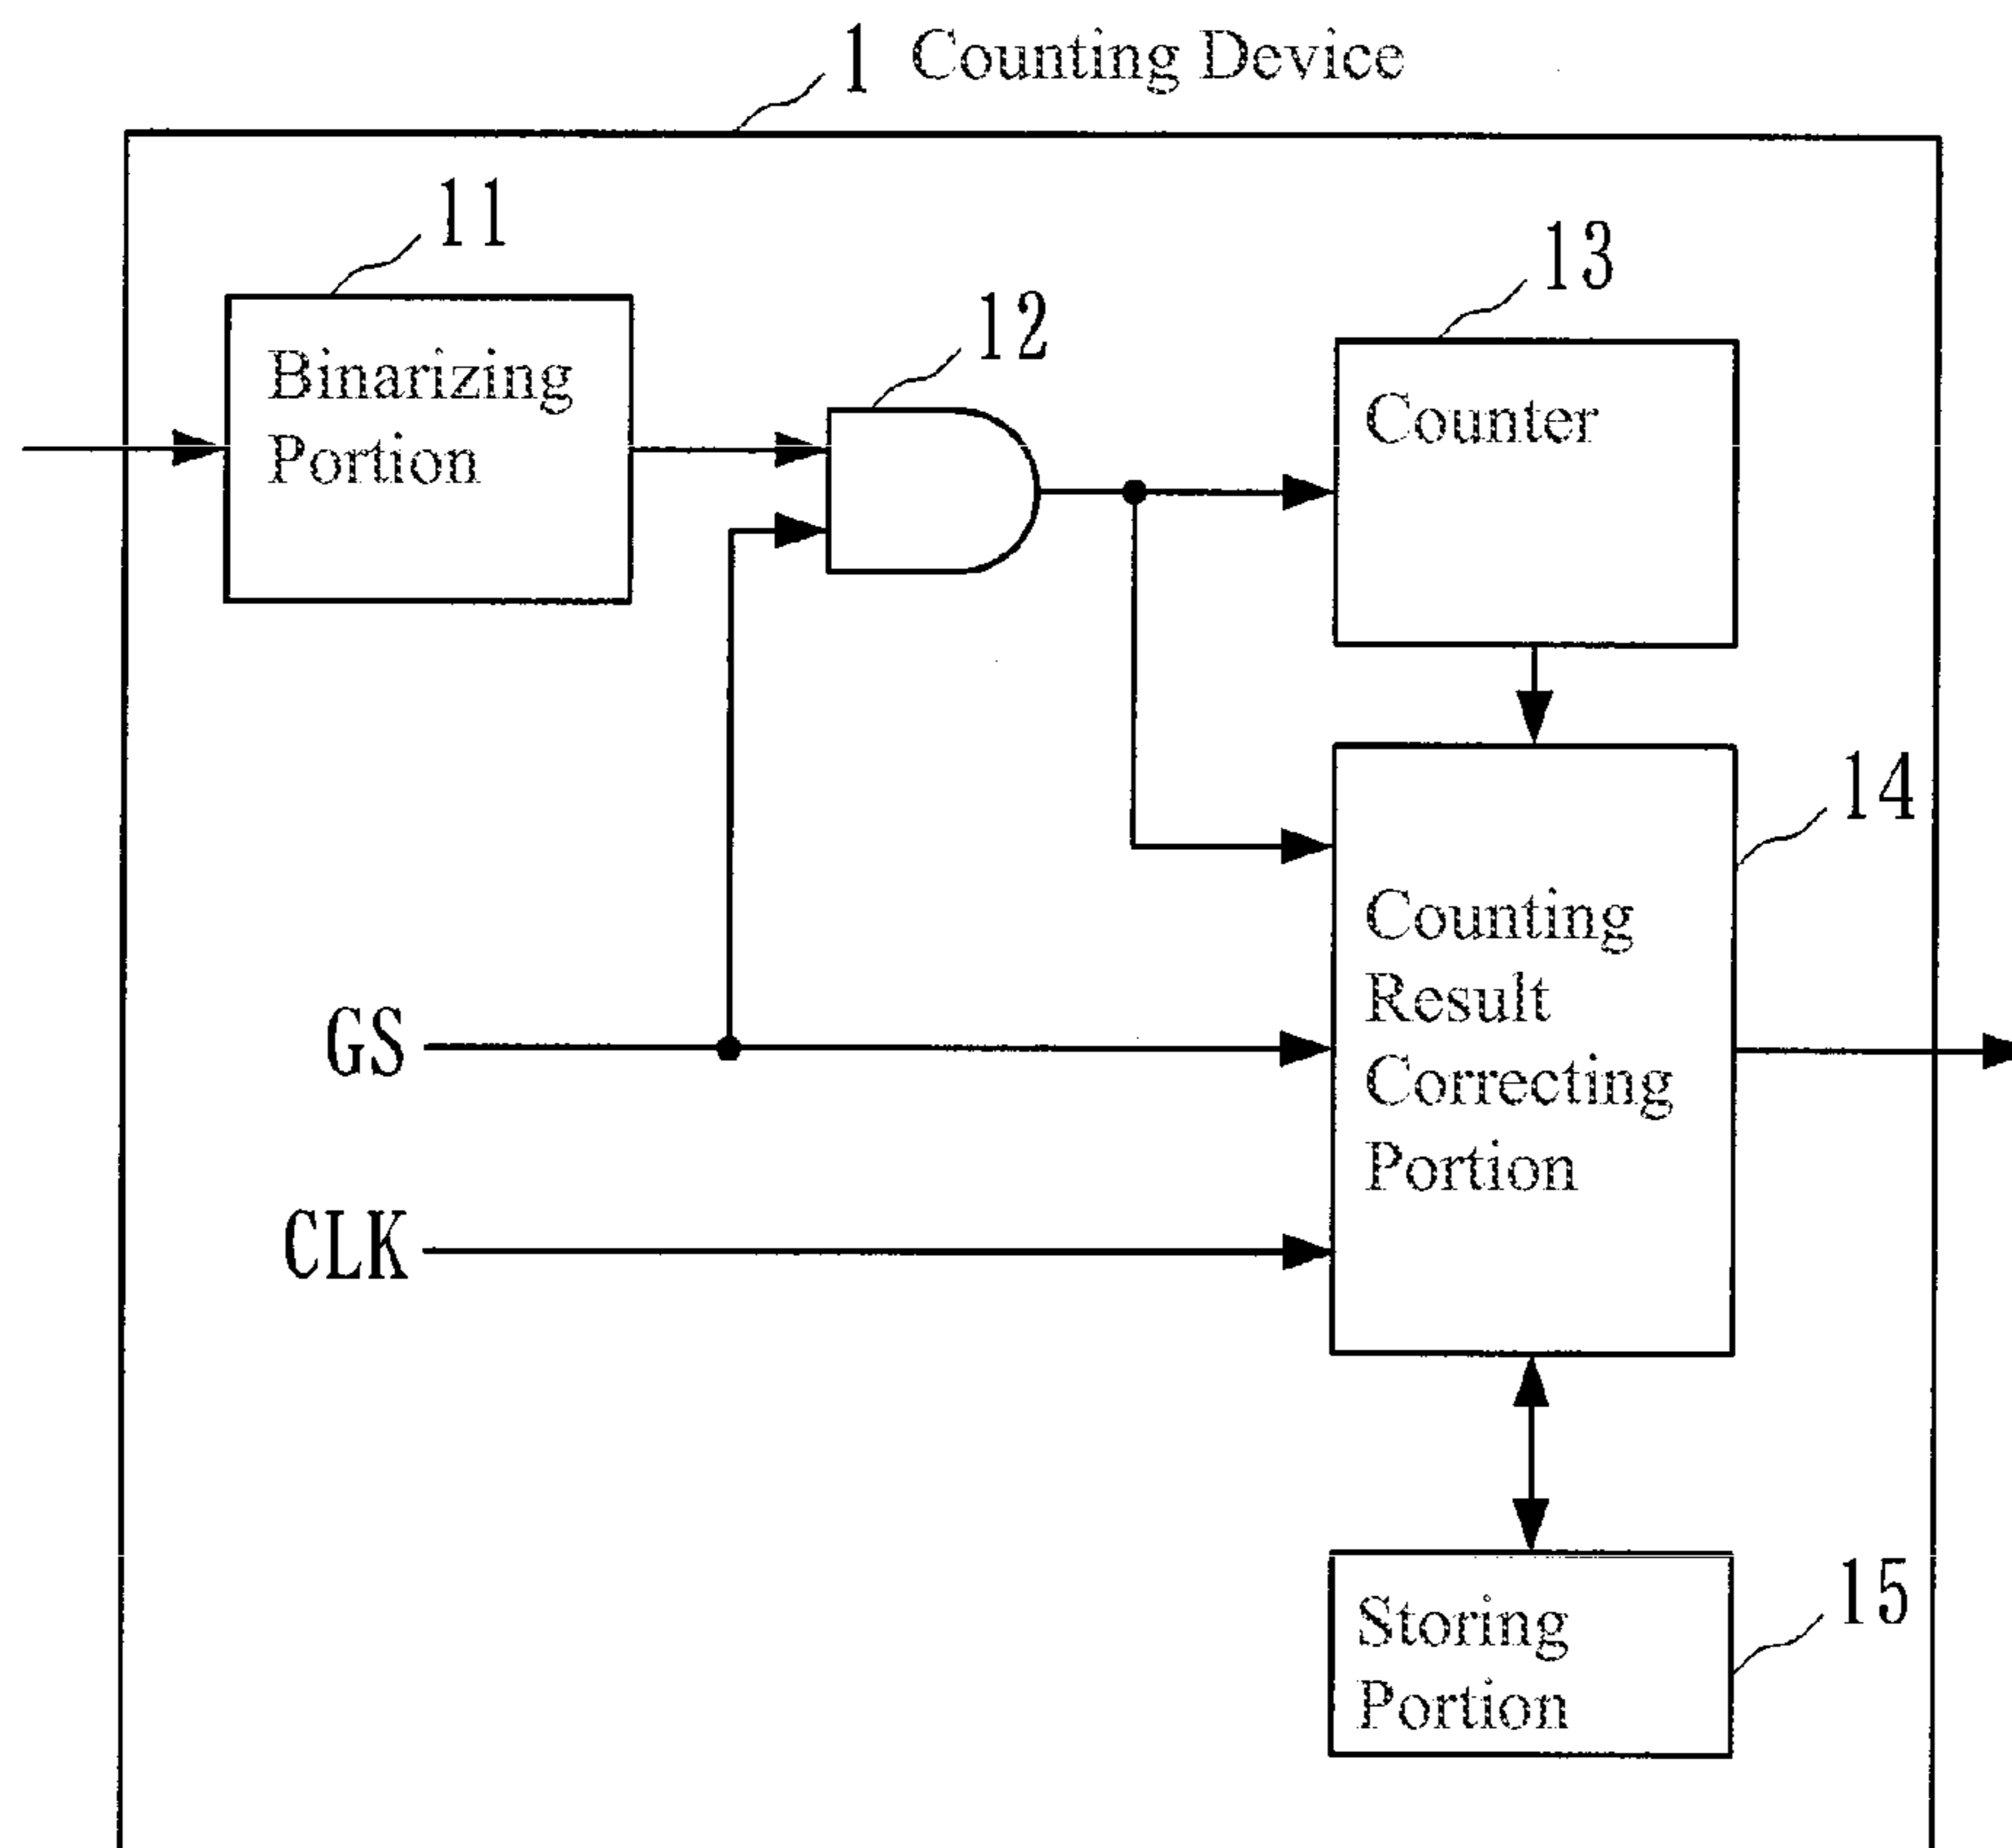 1 Counting Device
11
Binarizing
Portion
12
13
Counter
14
Counting
Result
Correcting
Portion
GS
CLK
15
Storing
Portion